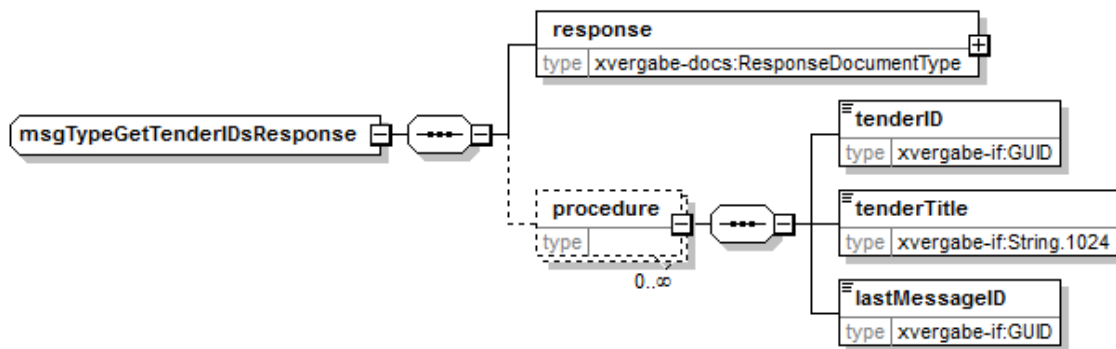 response
type xvergabe-docs:ResponseDocumentType
msgTypeGetTenderIDsResponse
tenderID
type xvergabe-if:GUID
procedure
type
0..∞
tenderTitle
type xvergabe-if:String.1024
lastMessageID
type xvergabe-if:GUID